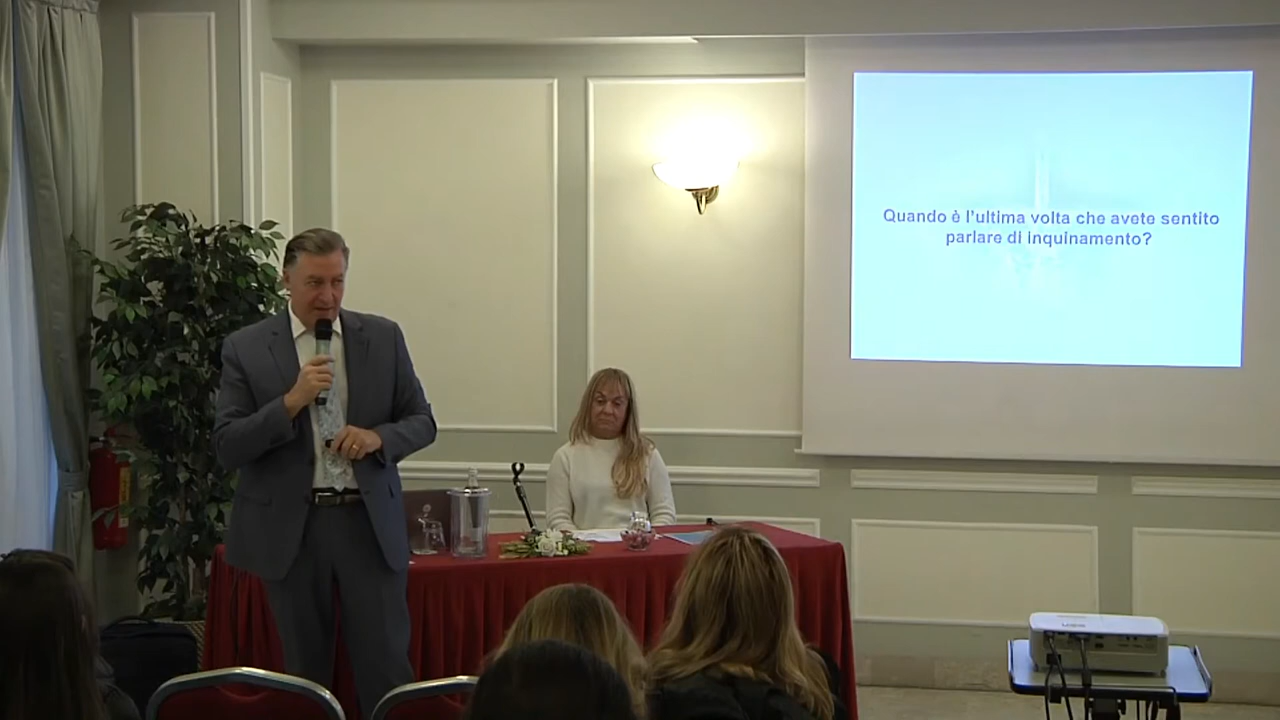 Quando è l'ultima volta che avete sentito
parlare di inquinamento?